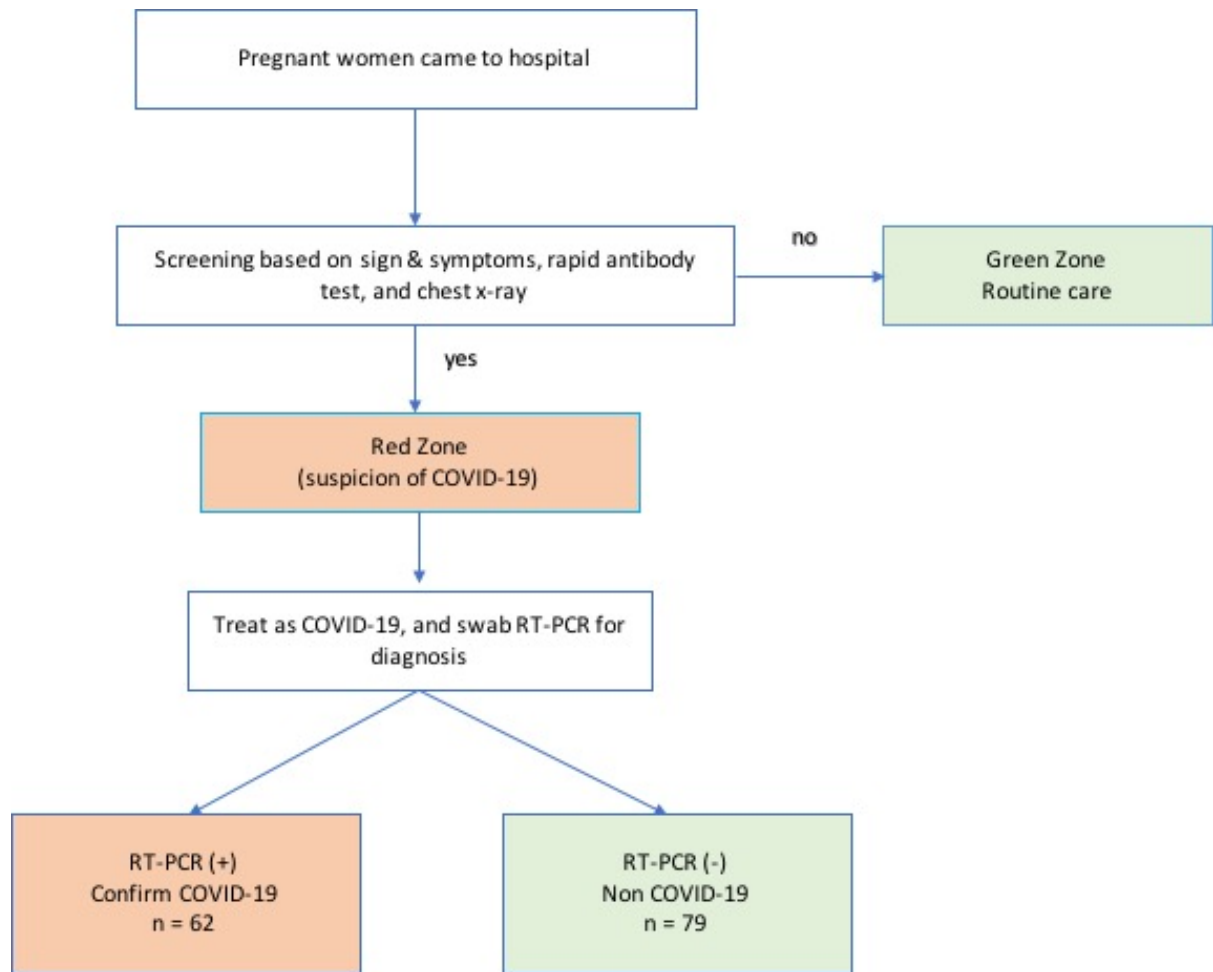 Pregnant women came to hospital
Screening based on sign & symptoms, rapid antibody
test, and chest x-ray
no
Green Zone
Routine care
yes
Red Zone
(suspicion of COVID-19)
Treat as COVID-19, and swab RT-PCR for
diagnosis
RT-PCR (+)
Confirm COVID-19
n = 62
RT-PCR (-)
Non COVID-19
n = 79